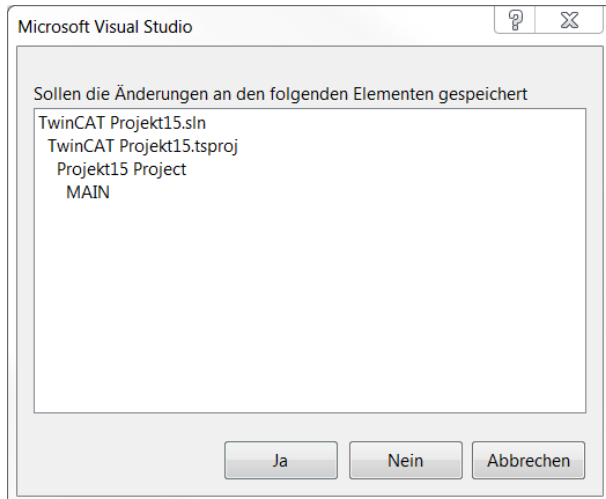 Microsoft Visual Studio
Sollen die Änderungen an den folgenden Elementen gespeichert
TwinCAT Projekt15.sln
TwinCAT Projekt15.tsproj
Projekt15 Project
MAIN
Ja Nein Abbrechen